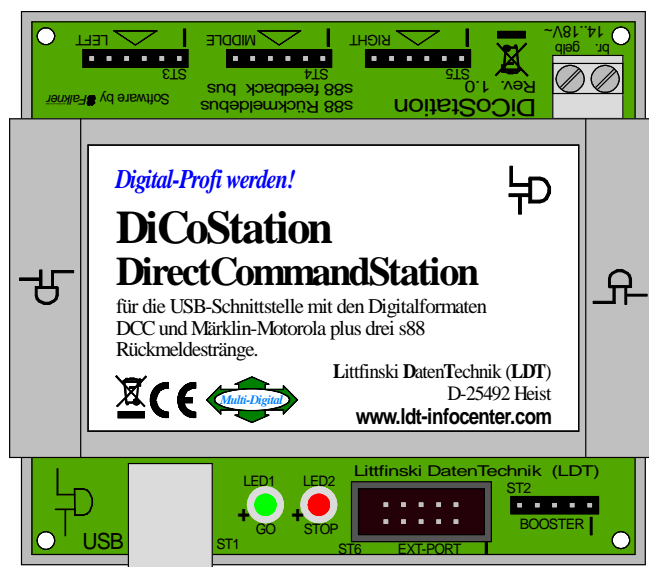 LEFT MIDDLE RIGHT 14..18V~
br. gelb
ST3 ST4 ST5
s88 feedback bus Rev. 1.0
s88 Rückmeldebus DiCoStation
Software by Falkner
Digital-Profi werden!
DiCoStation
DirectCommandStation
für die USB-Schnittstelle mit den Digitalformaten
DCC und Märklin-Motorola plus drei s88
Rückmeldestränge.
Littfinski DatenTechnik (LDT)
D-25492 Heist
www.ldt-infocenter.com
CE
Multi-Digital
Littfinski DatenTechnik (LDT)
LED1 LED2 ST2
+ + BOOSTER
GO STOP
USB ST1 ST6 EXT-PORT